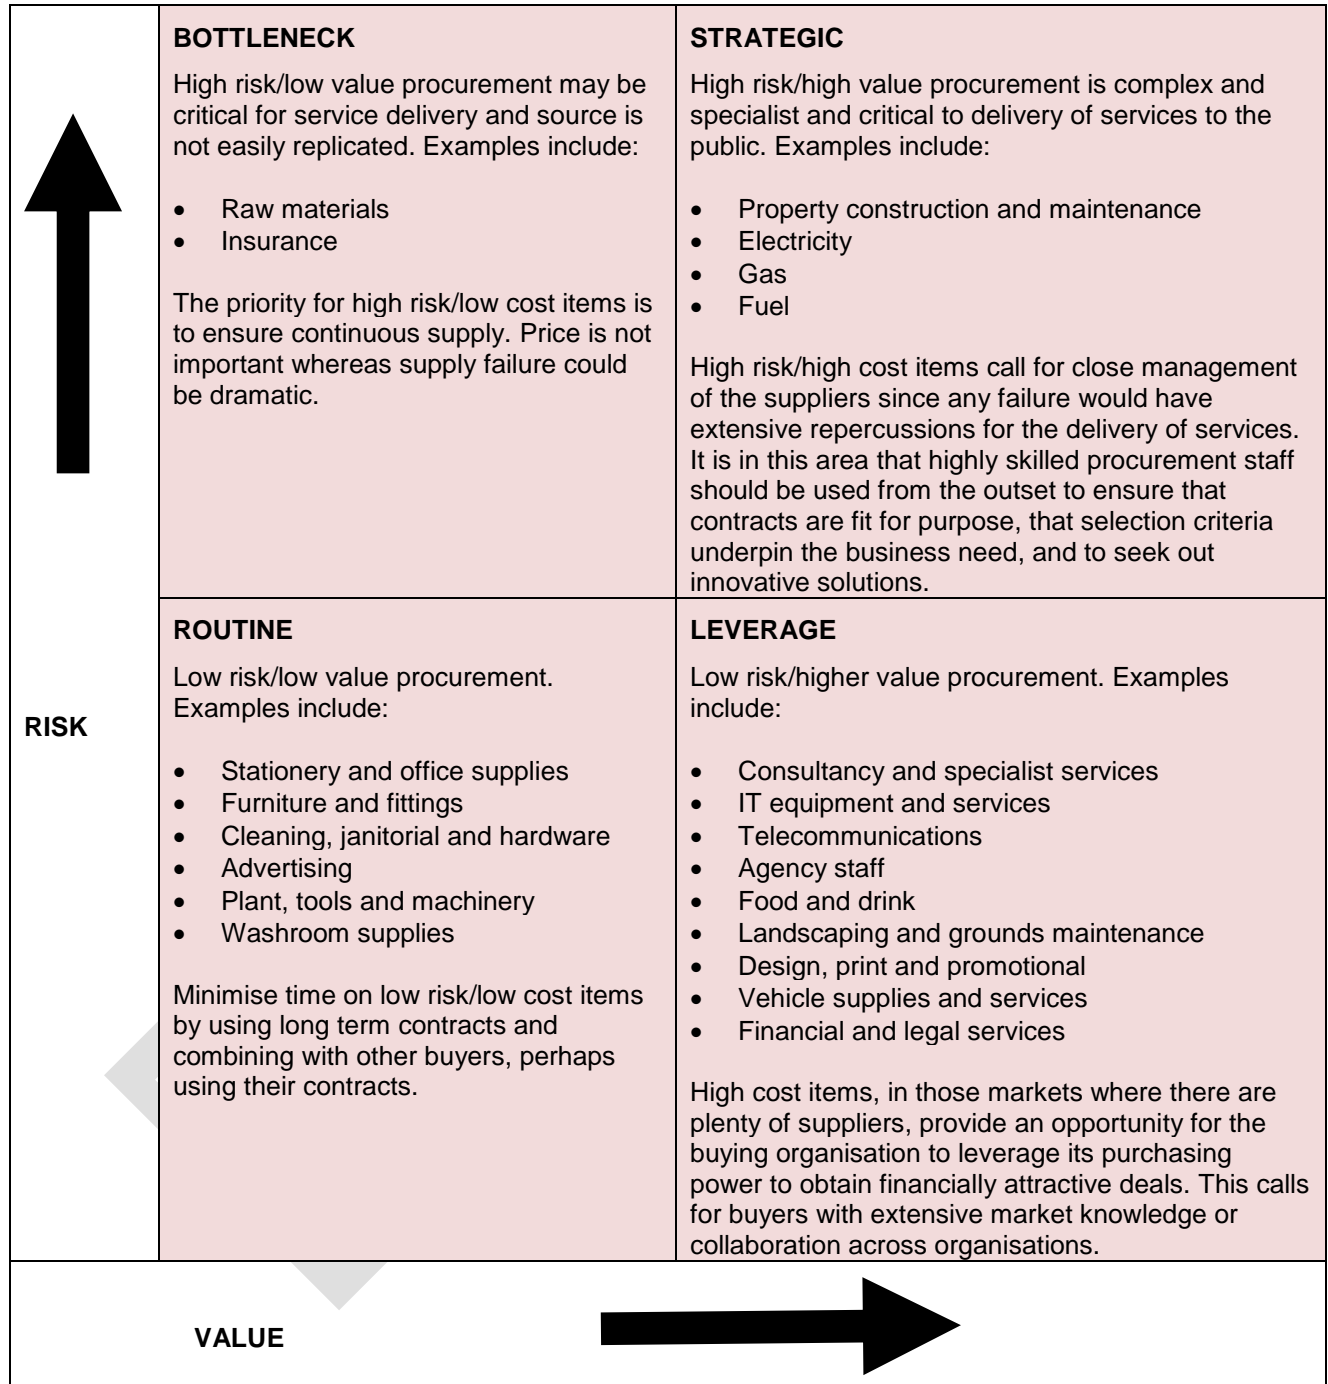 BOTTLENECK
High risk/low value procurement may be
critical for service delivery and source is
not easily replicated. Examples include:
• Raw materials
• Insurance
The priority for high risk/low cost items is
to ensure continuous supply. Price is not
important whereas supply failure could
be dramatic.
STRATEGIC
High risk/high value procurement is complex and
specialist and critical to delivery of services to the
public. Examples include:
• Property construction and maintenance
• Electricity
• Gas
• Fuel
High risk/high cost items call for close management
of the suppliers since any failure would have
extensive repercussions for the delivery of services.
It is in this area that highly skilled procurement staff
should be used from the outset to ensure that
contracts are fit for purpose, that selection criteria
underpin the business need, and to seek out
innovative solutions.
RISK
ROUTINE
Low risk/low value procurement.
Examples include:
• Stationery and office supplies
• Furniture and fittings
• Cleaning, janitorial and hardware
• Advertising
• Plant, tools and machinery
• Washroom supplies
Minimise time on low risk/low cost items
by using long term contracts and
combining with other buyers, perhaps
using their contracts.
LEVERAGE
Low risk/higher value procurement. Examples
include:
• Consultancy and specialist services
• IT equipment and services
• Telecommunications
• Agency staff
• Food and drink
• Landscaping and grounds maintenance
• Design, print and promotional
• Vehicle supplies and services
• Financial and legal services
High cost items, in those markets where there are
plenty of suppliers, provide an opportunity for the
buying organisation to leverage its purchasing
power to obtain financially attractive deals. This calls
for buyers with extensive market knowledge or
collaboration across organisations.
VALUE